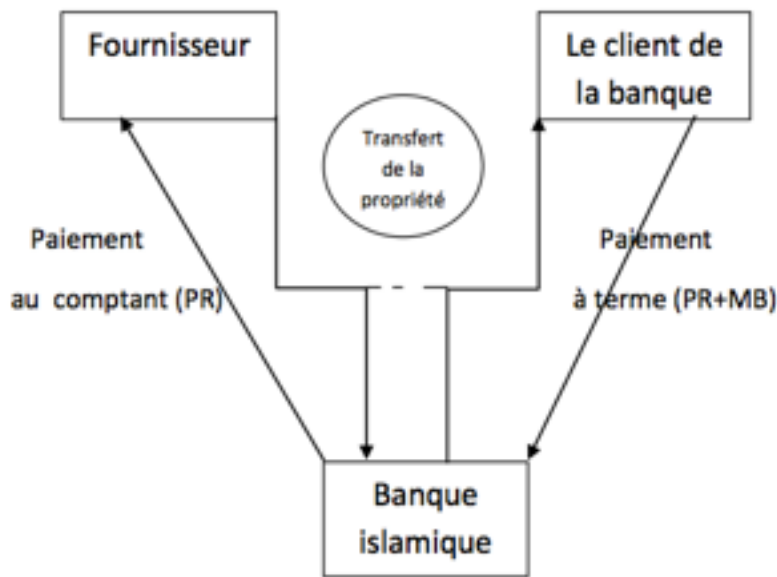 Fournisseur
Le client de
la banque
Transfert
de la
propriété
Paiement
au comptant (PR)
Paiement
à terme (PR+MB)
Banque
islamique